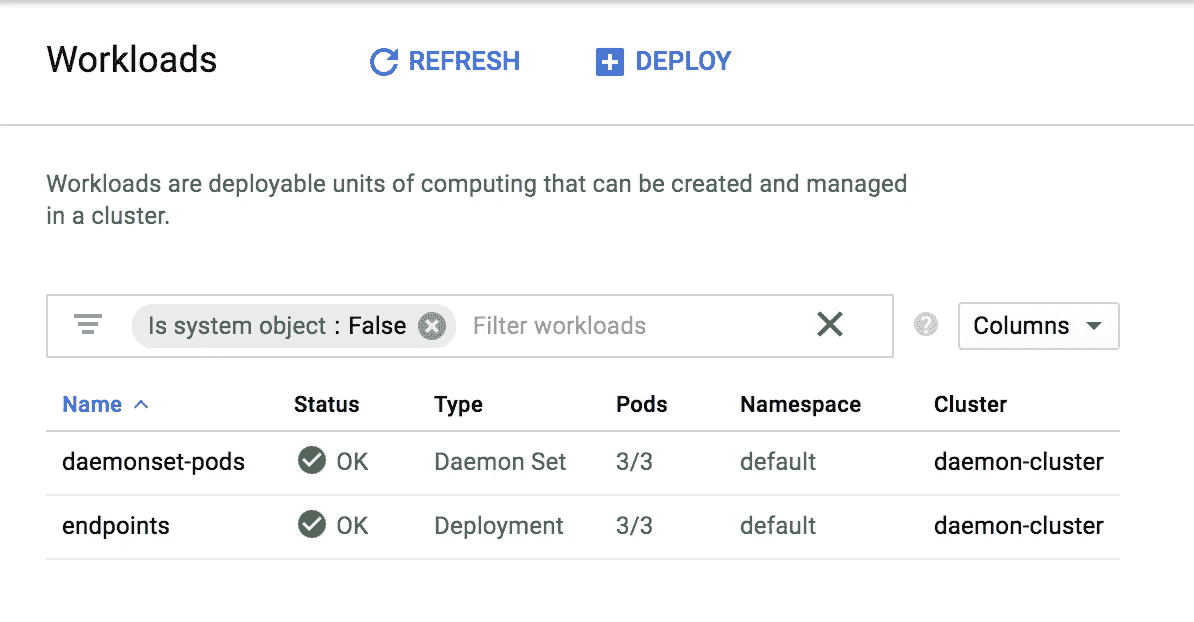 Workloads REFRESH DEPLOY
Workloads are deployable units of computing that can be created and managed
in a cluster.
Is system object : False Filter workloads Columns
Name Status Type Pods Namespace Cluster
daemonset-pods OK Daemon Set 3/3 default daemon-cluster
endpoints OK Deployment 3/3 default daemon-cluster